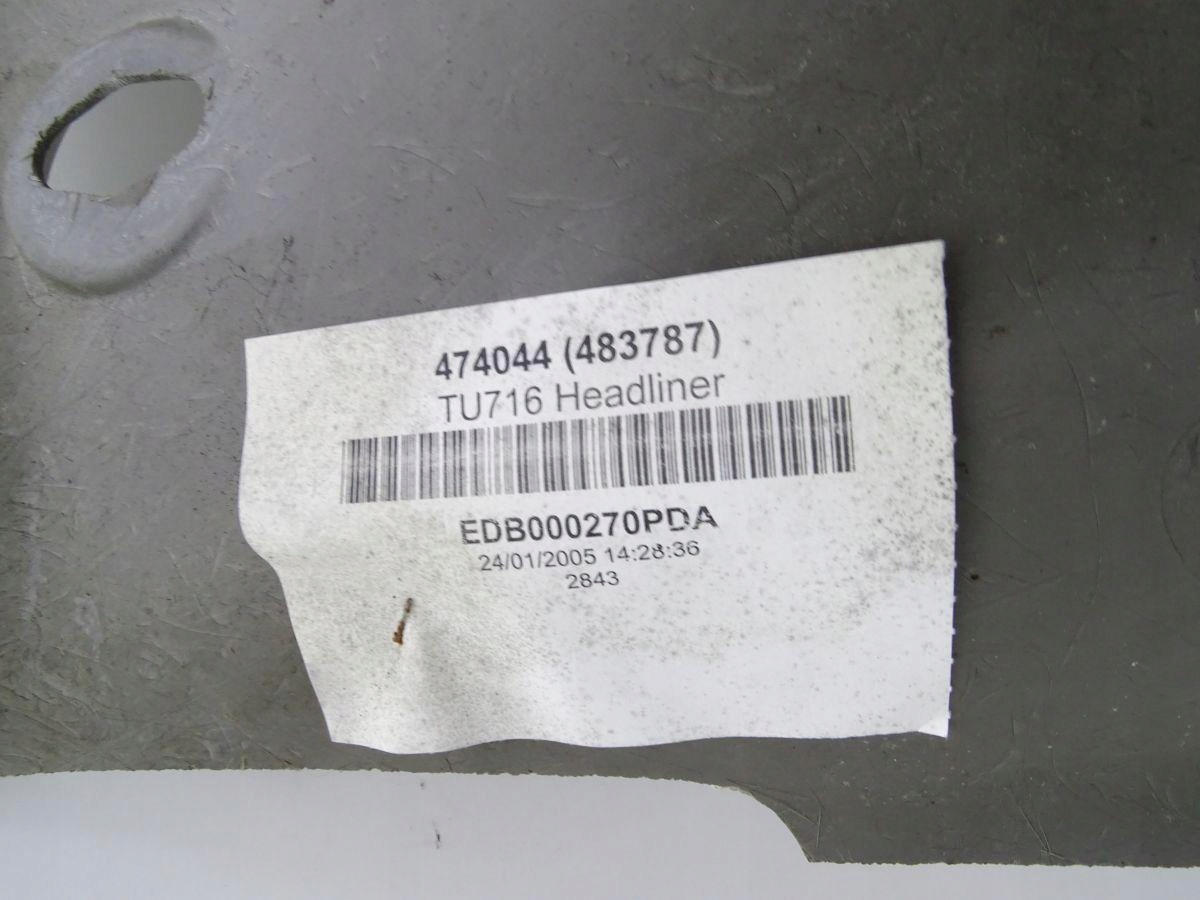 474044 (483787)
TU716 Headliner
EDB000270PDA
24/01/2005 14:28:36
2843